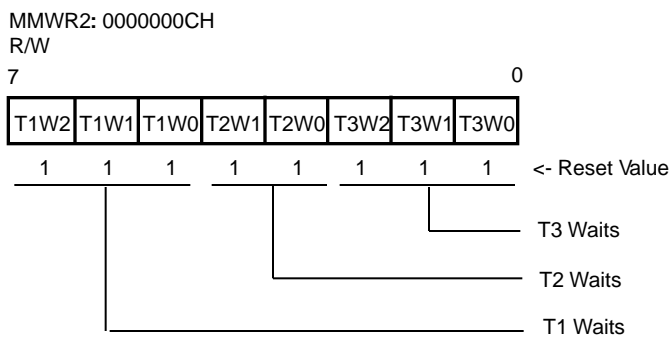 MMWR2: 0000000CH
R/W
7 0
T1W2 T1W1 T1W0 T2W1 T2W0 T3W2 T3W1 T3W0
1 1 1 1 1 1 1 1 <- Reset Value
T3 Waits
T2 Waits
T1 Waits